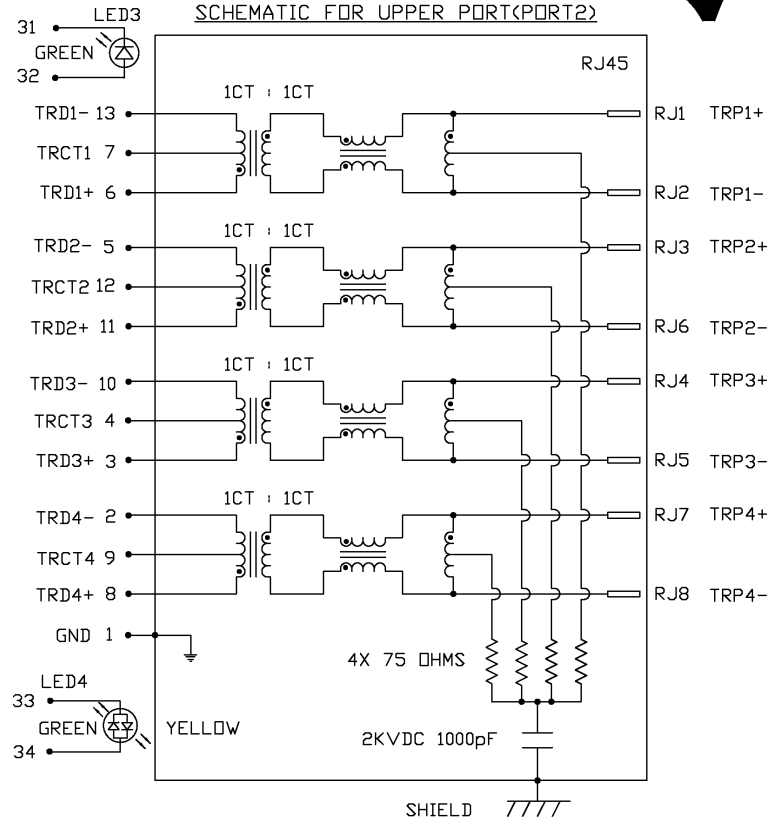 SCHEMATIC FOR UPPER PORT(PORT2)
LED3
31
GREEN
32
RJ45
1CT : 1CT
TRD1- 13
RJ1 TRP1+
TRCT1 7
TRD1+ 6
RJ2 TRP1-
1CT : 1CT
TRD2- 5
RJ3 TRP2+
TRCT2 12
TRD2+ 11
RJ6 TRP2-
1CT : 1CT
TRD3- 10
RJ4 TRP3+
TRCT3 4
TRD3+ 3
RJ5 TRP3-
1CT : 1CT
TRD4- 2
RJ7 TRP4+
TRCT4 9
TRD4+ 8
RJ8 TRP4-
GND 1
4X 75 OHMS
LED4
33
GREEN
YELLOW
34
2KVDC 1000pF
SHIELD